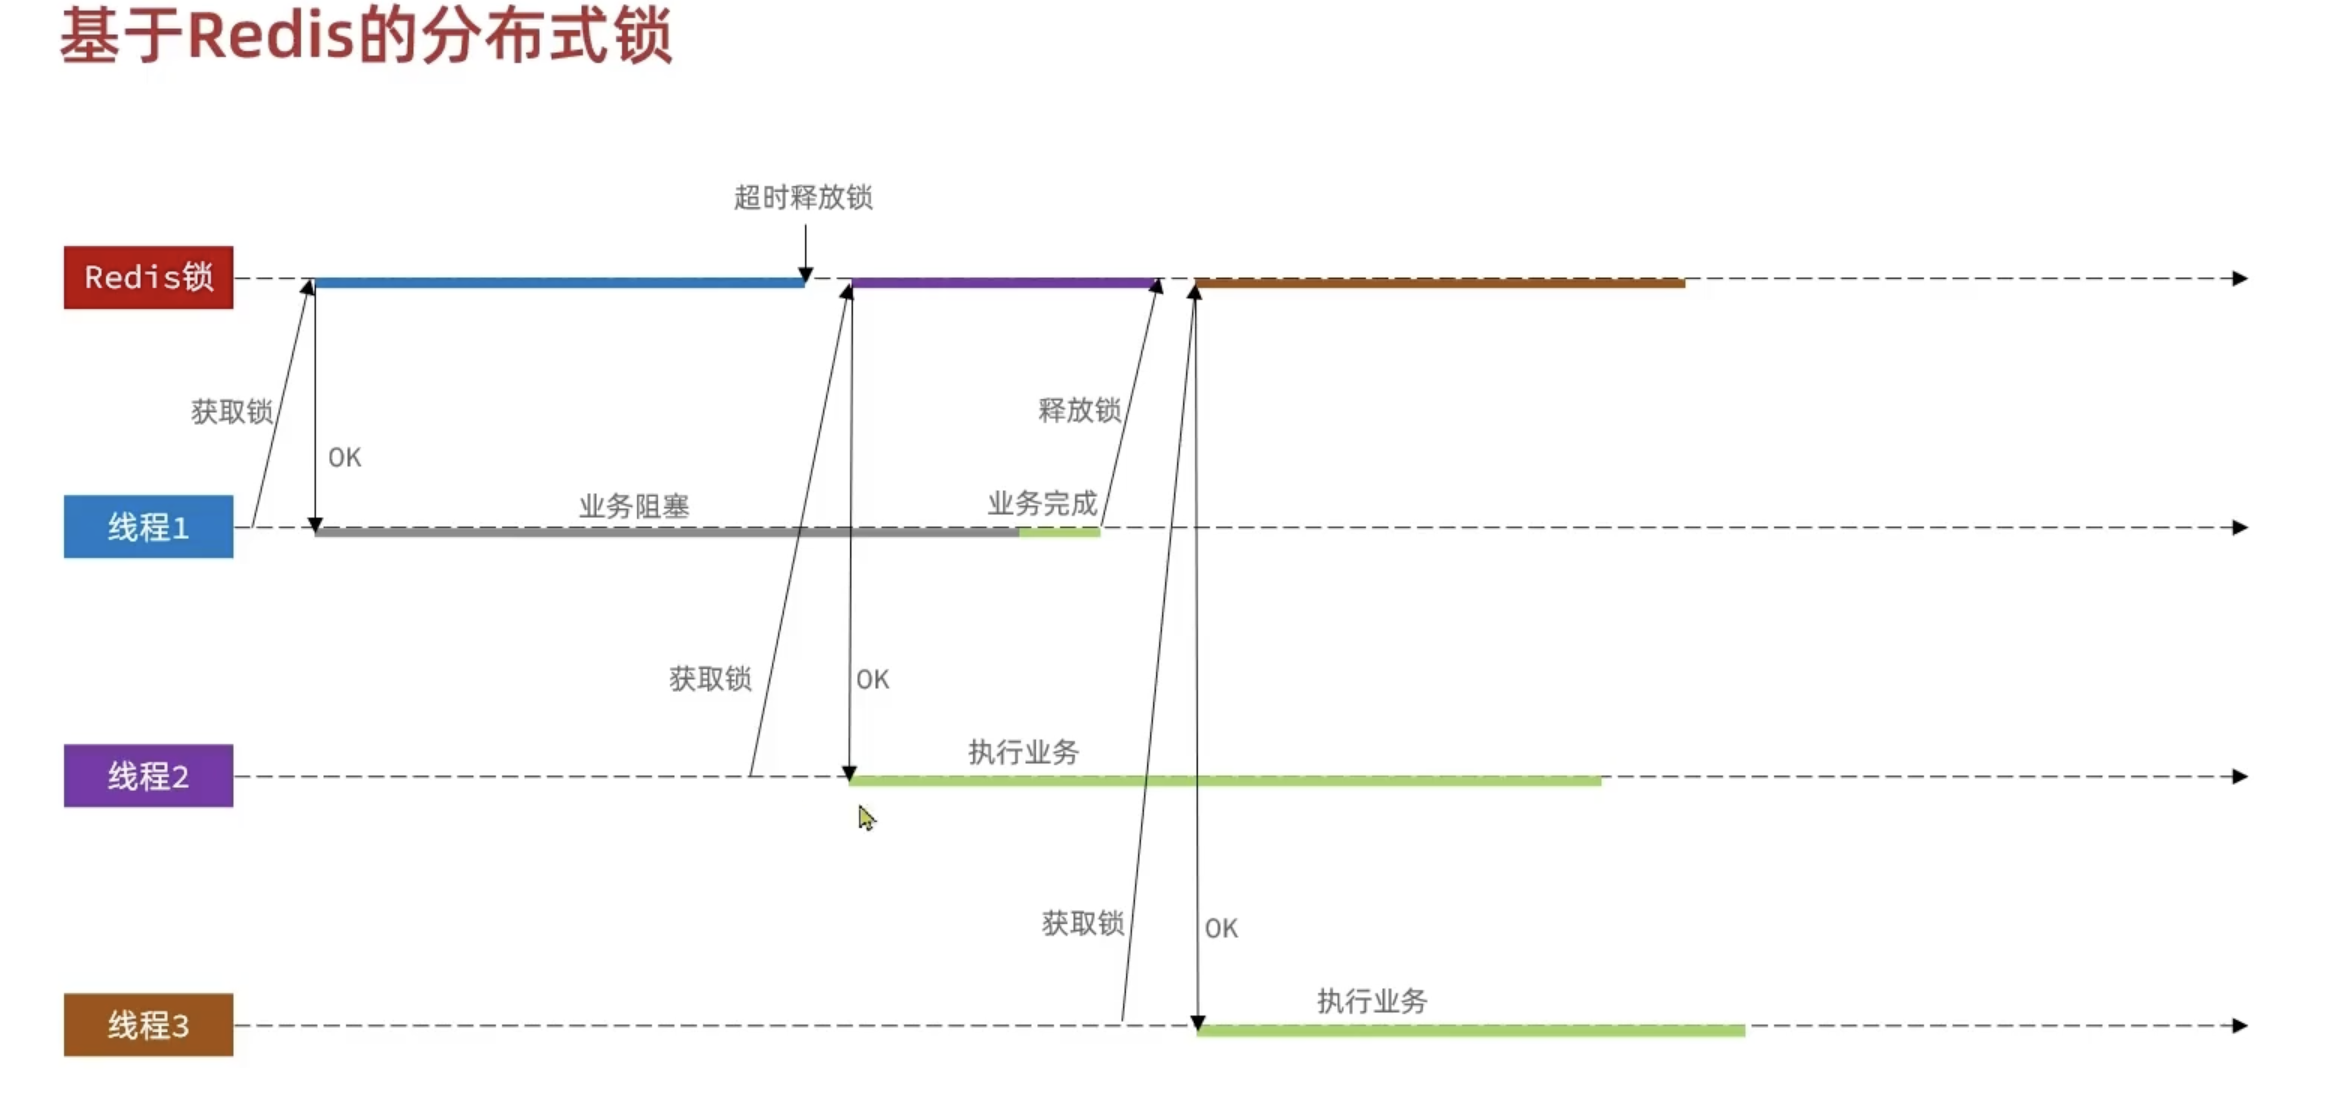 基于Redis的分布式锁
超时释放锁
Redis锁
获取锁
释放锁
OK
业务阻塞
业务完成
线程1
获取锁
OK
执行业务
线程2
获取锁
OK
执行业务
线程3